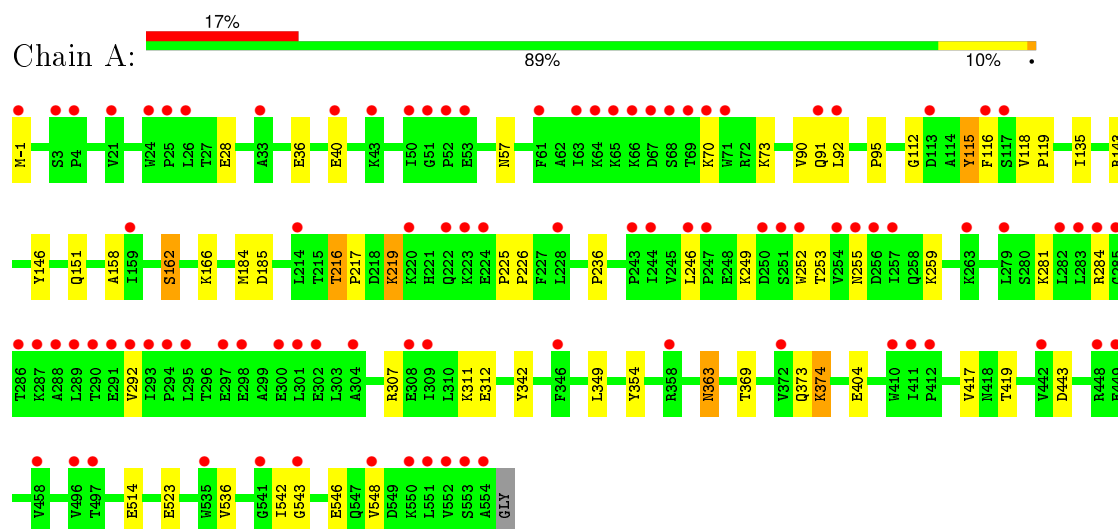 17%
Chain A:
89% 10% •
M-1 S3 P4 V21 W24 P25 L26 T27 E28 A33 E36 E40 K43 I50 G51 P52 E53 N57 F61 A62 I63 K64 K65 K66 D67 S68 T69 K70 W71 R72 K73 V90 Q91 L92 P95 G112 D113 A114 Y115 F116 S117 V118 P119 I135 R143
Y146 Q151 A158 I159 S162 K166 M184 D185 L214 T215 T216 P217 D218 K219 K220 H221 Q222 K223 E224 P225 P226 F227 L228 P236 P243 I244 V245 L246 P247 E248 K249 D250 S251 W252 T253 V254 N255 D256 I257 Q258 K259 K263 L279 S280 K281 L282 L283 R284
T286 K287 A288 L289 T290 E291 V292 I293 P294 L295 T296 E297 E298 A299 E300 L301 E302 L303 A304 R307 E308 I309 L310 K311 E312 Y342 F346 L349 Y354 R358 N363 T369 V372 Q373 K374 E404 W410 I411 P412 V417 N418 T419 V442 D443 R448
V458 V496 T497 E514 E523 W535 V536 G541 I542 G543 E546 Q547 V548 D549 K550 L551 V552 S553 A554 GLY